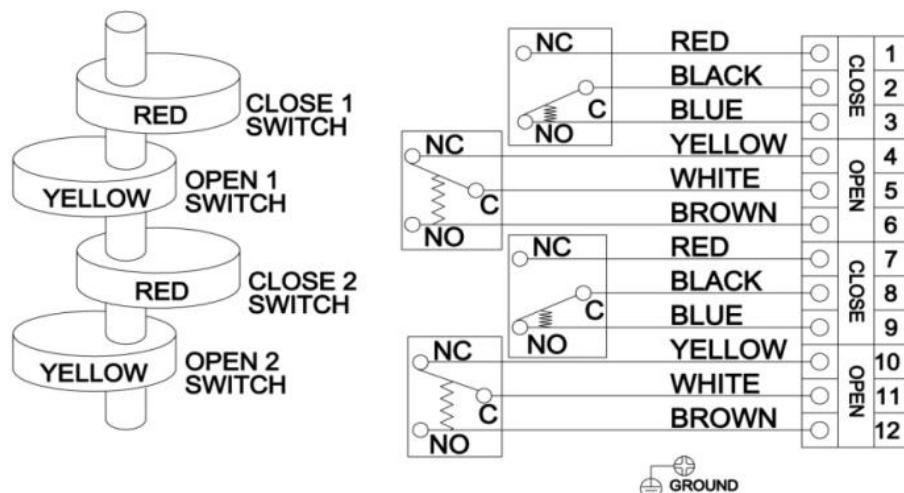 RED
CLOSE 1
SWITCH
YELLOW
OPEN 1
SWITCH
RED
CLOSE 2
SWITCH
YELLOW
OPEN 2
SWITCH
NC
C
NO
NC
C
NO
NC
C
NO
NC
C
NO
RED
BLACK
BLUE
YELLOW
WHITE
BROWN
RED
BLACK
BLUE
YELLOW
WHITE
BROWN
CLOSE
OPEN
CLOSE
OPEN
1
2
3
4
5
6
7
8
9
10
11
12
GROUND